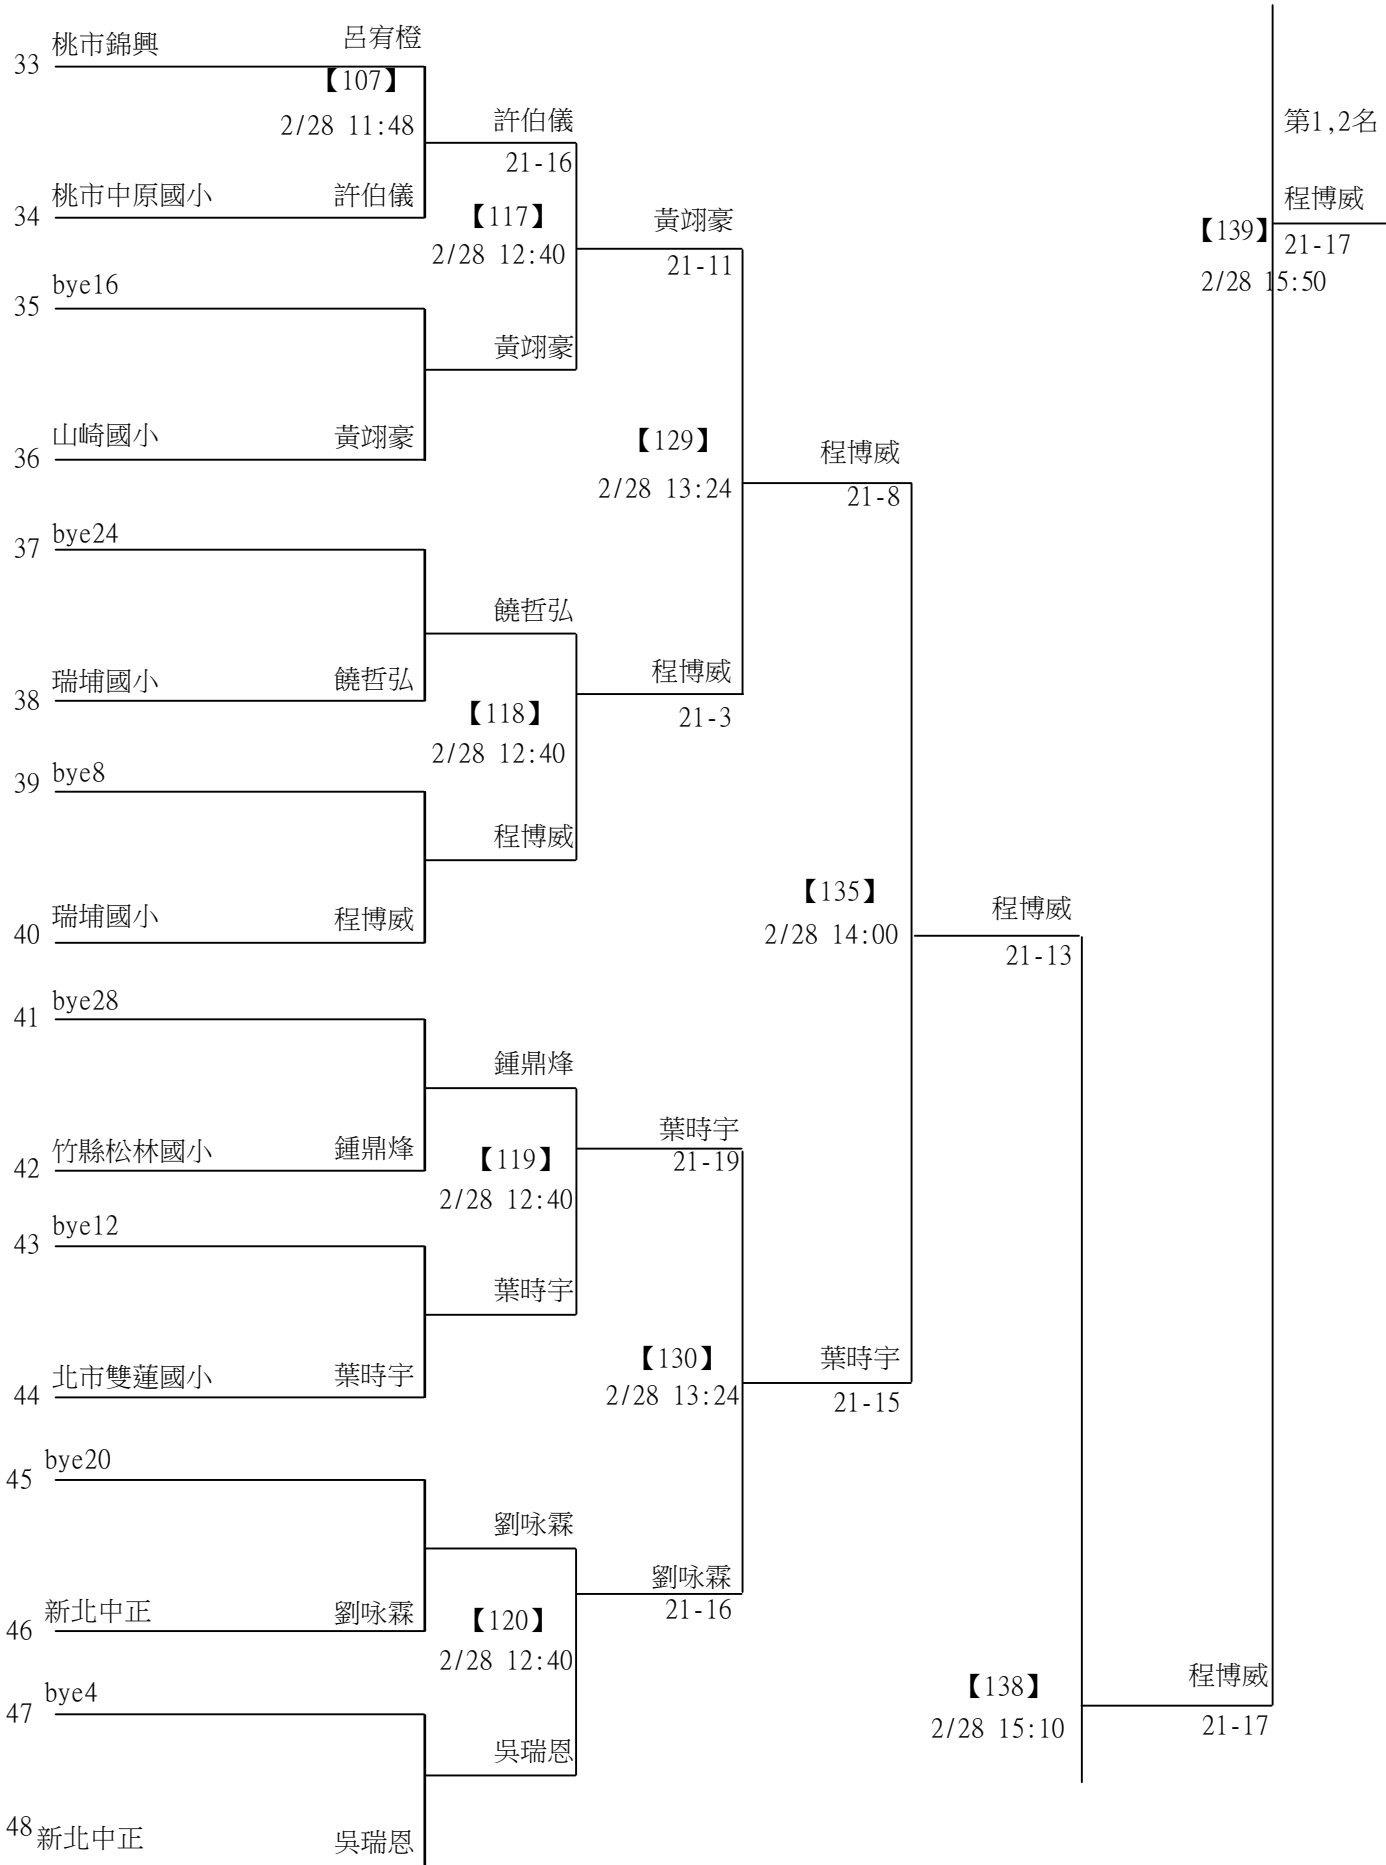 桃市錦興 呂宥橙
33
【107】
2/28 11:48
許伯儀
21-16
第1,2名
34 桃市中原國小 許伯儀
【117】
2/28 12:40
黃翊豪
21-11
程博威
【139】
21-17
2/28 15:50
35 bye16
黃翊豪
36 山崎國小 黃翊豪
【129】
2/28 13:24
程博威
21-8
37 bye24
饒哲弘
38 瑞埔國小 饒哲弘
程博威
21-3
【118】
2/28 12:40
39 bye8
程博威
40 瑞埔國小 程博威
【135】
2/28 14:00
程博威
21-13
41 bye28
鍾鼎烽
42 竹縣松林國小 鍾鼎烽
【119】
2/28 12:40
葉時宇
21-19
43 bye12
葉時宇
44 北市雙蓮國小 葉時宇
【130】
2/28 13:24
葉時宇
21-15
45 bye20
劉咏霖
46 新北中正 劉咏霖
【120】
2/28 12:40
劉咏霖
21-16
47 bye4
吳瑞恩
【138】
2/28 15:10
程博威
21-17
48 新北中正 吳瑞恩